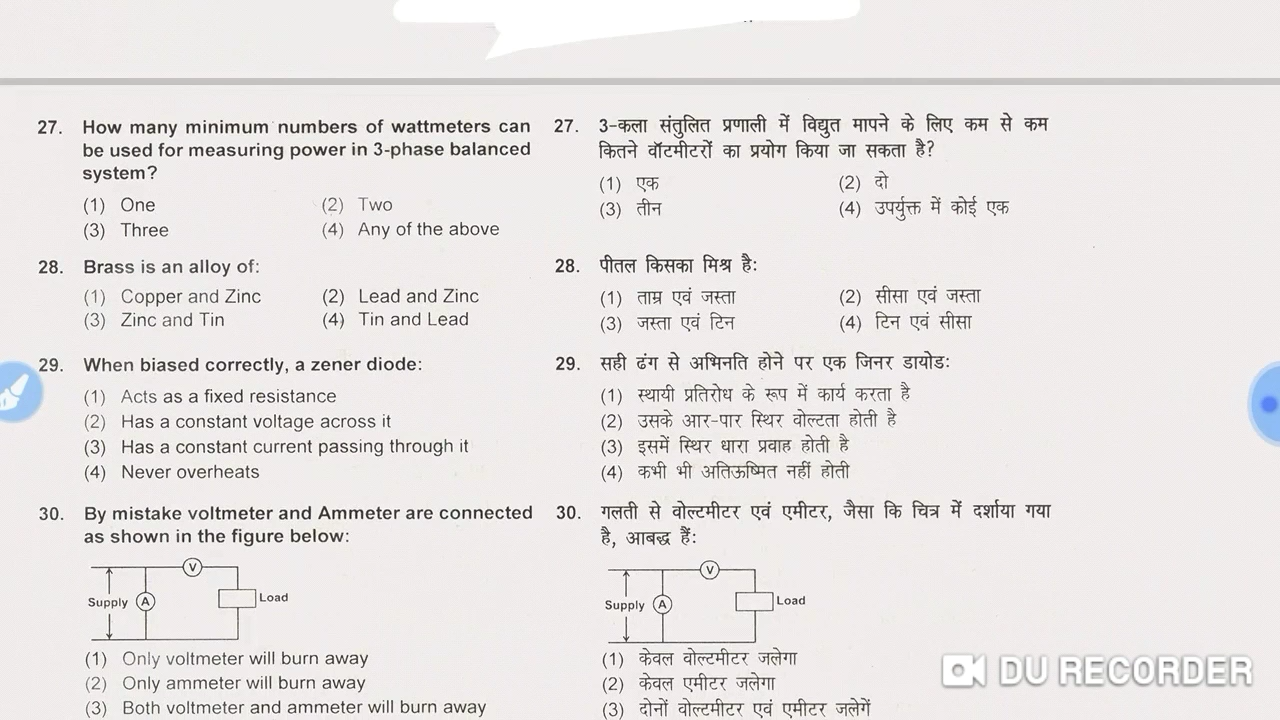 27. How many minimum numbers of wattmeters can
be used for measuring power in 3-phase balanced
system?
(1) One (2) Two
(3) Three (4) Any of the above
28. Brass is an alloy of:
(1) Copper and Zinc (2) Lead and Zinc
(3) Zinc and Tin (4) Tin and Lead
29. When biased correctly, a zener diode:
(1) Acts as a fixed resistance
(2) Has a constant voltage across it
(3) Has a constant current passing through it
(4) Never overheats
30. By mistake voltmeter and Ammeter are connected
as shown in the figure below:
V
Supply A Load
(1) Only voltmeter will burn away
(2) Only ammeter will burn away
(3) Both voltmeter and ammeter will burn away
27. 3-कला संतुलित प्रणाली में विद्युत मापने के लिए कम से कम
कितने वॉटमीटरों का प्रयोग किया जा सकता है?
(1) एक (2) दो
(3) तीन (4) उपर्युक्त में कोई एक
28. पीतल किसका मिश्र है:
(1) ताम्र एवं जस्ता (2) सीसा एवं जस्ता
(3) जस्ता एवं टिन (4) टिन एवं सीसा
29. सही ढंग से अभिनति होने पर एक जिनर डायोड:
(1) स्थायी प्रतिरोध के रूप में कार्य करता है
(2) उसके आर-पार स्थिर वोल्टता होती है
(3) इसमें स्थिर धारा प्रवाह होती है
(4) कभी भी अतिऊष्मित नहीं होती
30. गलती से वोल्टमीटर एवं एमीटर, जैसा कि चित्र में दर्शाया गया
है, आबद्ध हैं:
V
Supply A Load
(1) केवल वोल्टमीटर जलेगा
(2) केवल एमीटर जलेगा
(3) दोनों वोल्टमीटर एवं एमीटर जलेगें
DU RECORDER